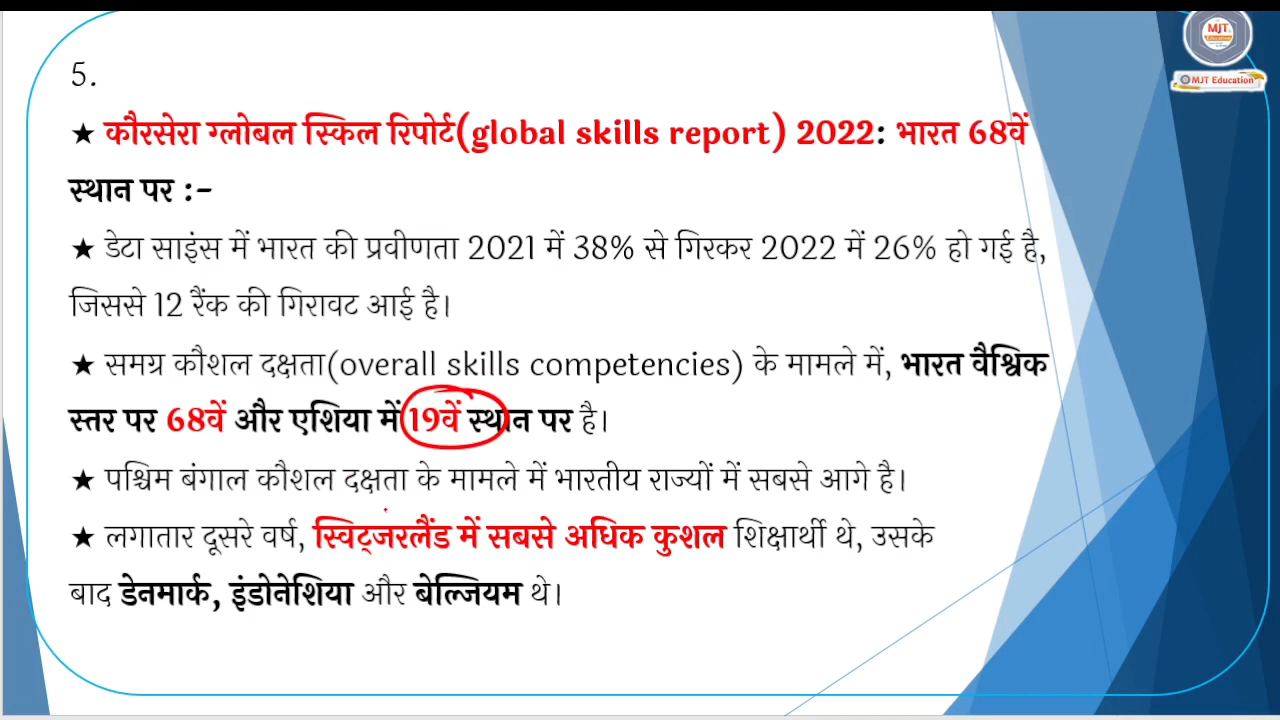 MJT
Education
MJT Education
5.
★ कौरसेरा ग्लोबल स्किल रिपोर्ट(global skills report) 2022: भारत 68वें
स्थान पर :-
★ डेटा साइंस में भारत की प्रवीणता 2021 में 38% से गिरकर 2022 में 26% हो गई है,
जिससे 12 रैंक की गिरावट आई है।
★ समग्र कौशल दक्षता(overall skills competencies) के मामले में, भारत वैश्विक
स्तर पर 68वें और एशिया में 19वें स्थान पर है।
★ पश्चिम बंगाल कौशल दक्षता के मामले में भारतीय राज्यों में सबसे आगे है।
★ लगातार दूसरे वर्ष, स्विट्जरलैंड में सबसे अधिक कुशल शिक्षार्थी थे, उसके
बाद डेनमार्क, इंडोनेशिया और बेल्जियम थे।